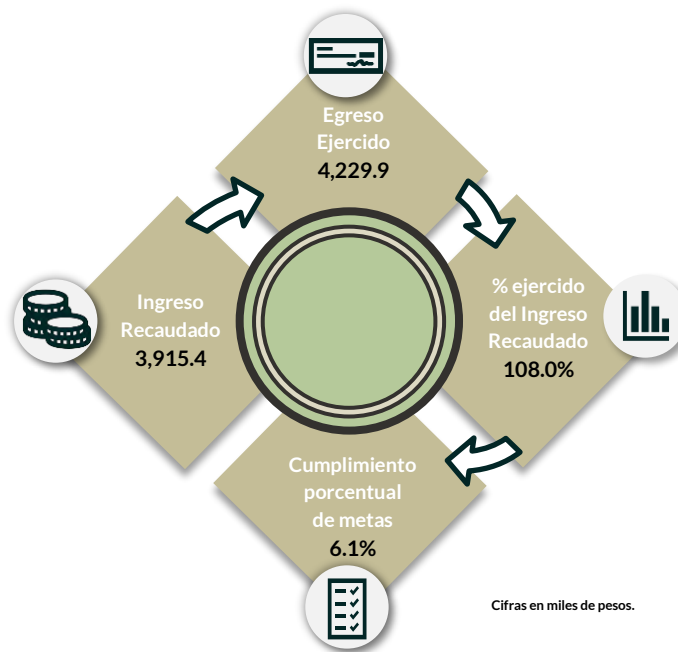 Egreso
Ejercido
4,229.9
Ingreso
Recaudado
3,915.4
% ejercido
del Ingreso
Recaudado
108.0%
Cumplimiento
porcentual
de metas
6.1%
Cifras en miles de pesos.